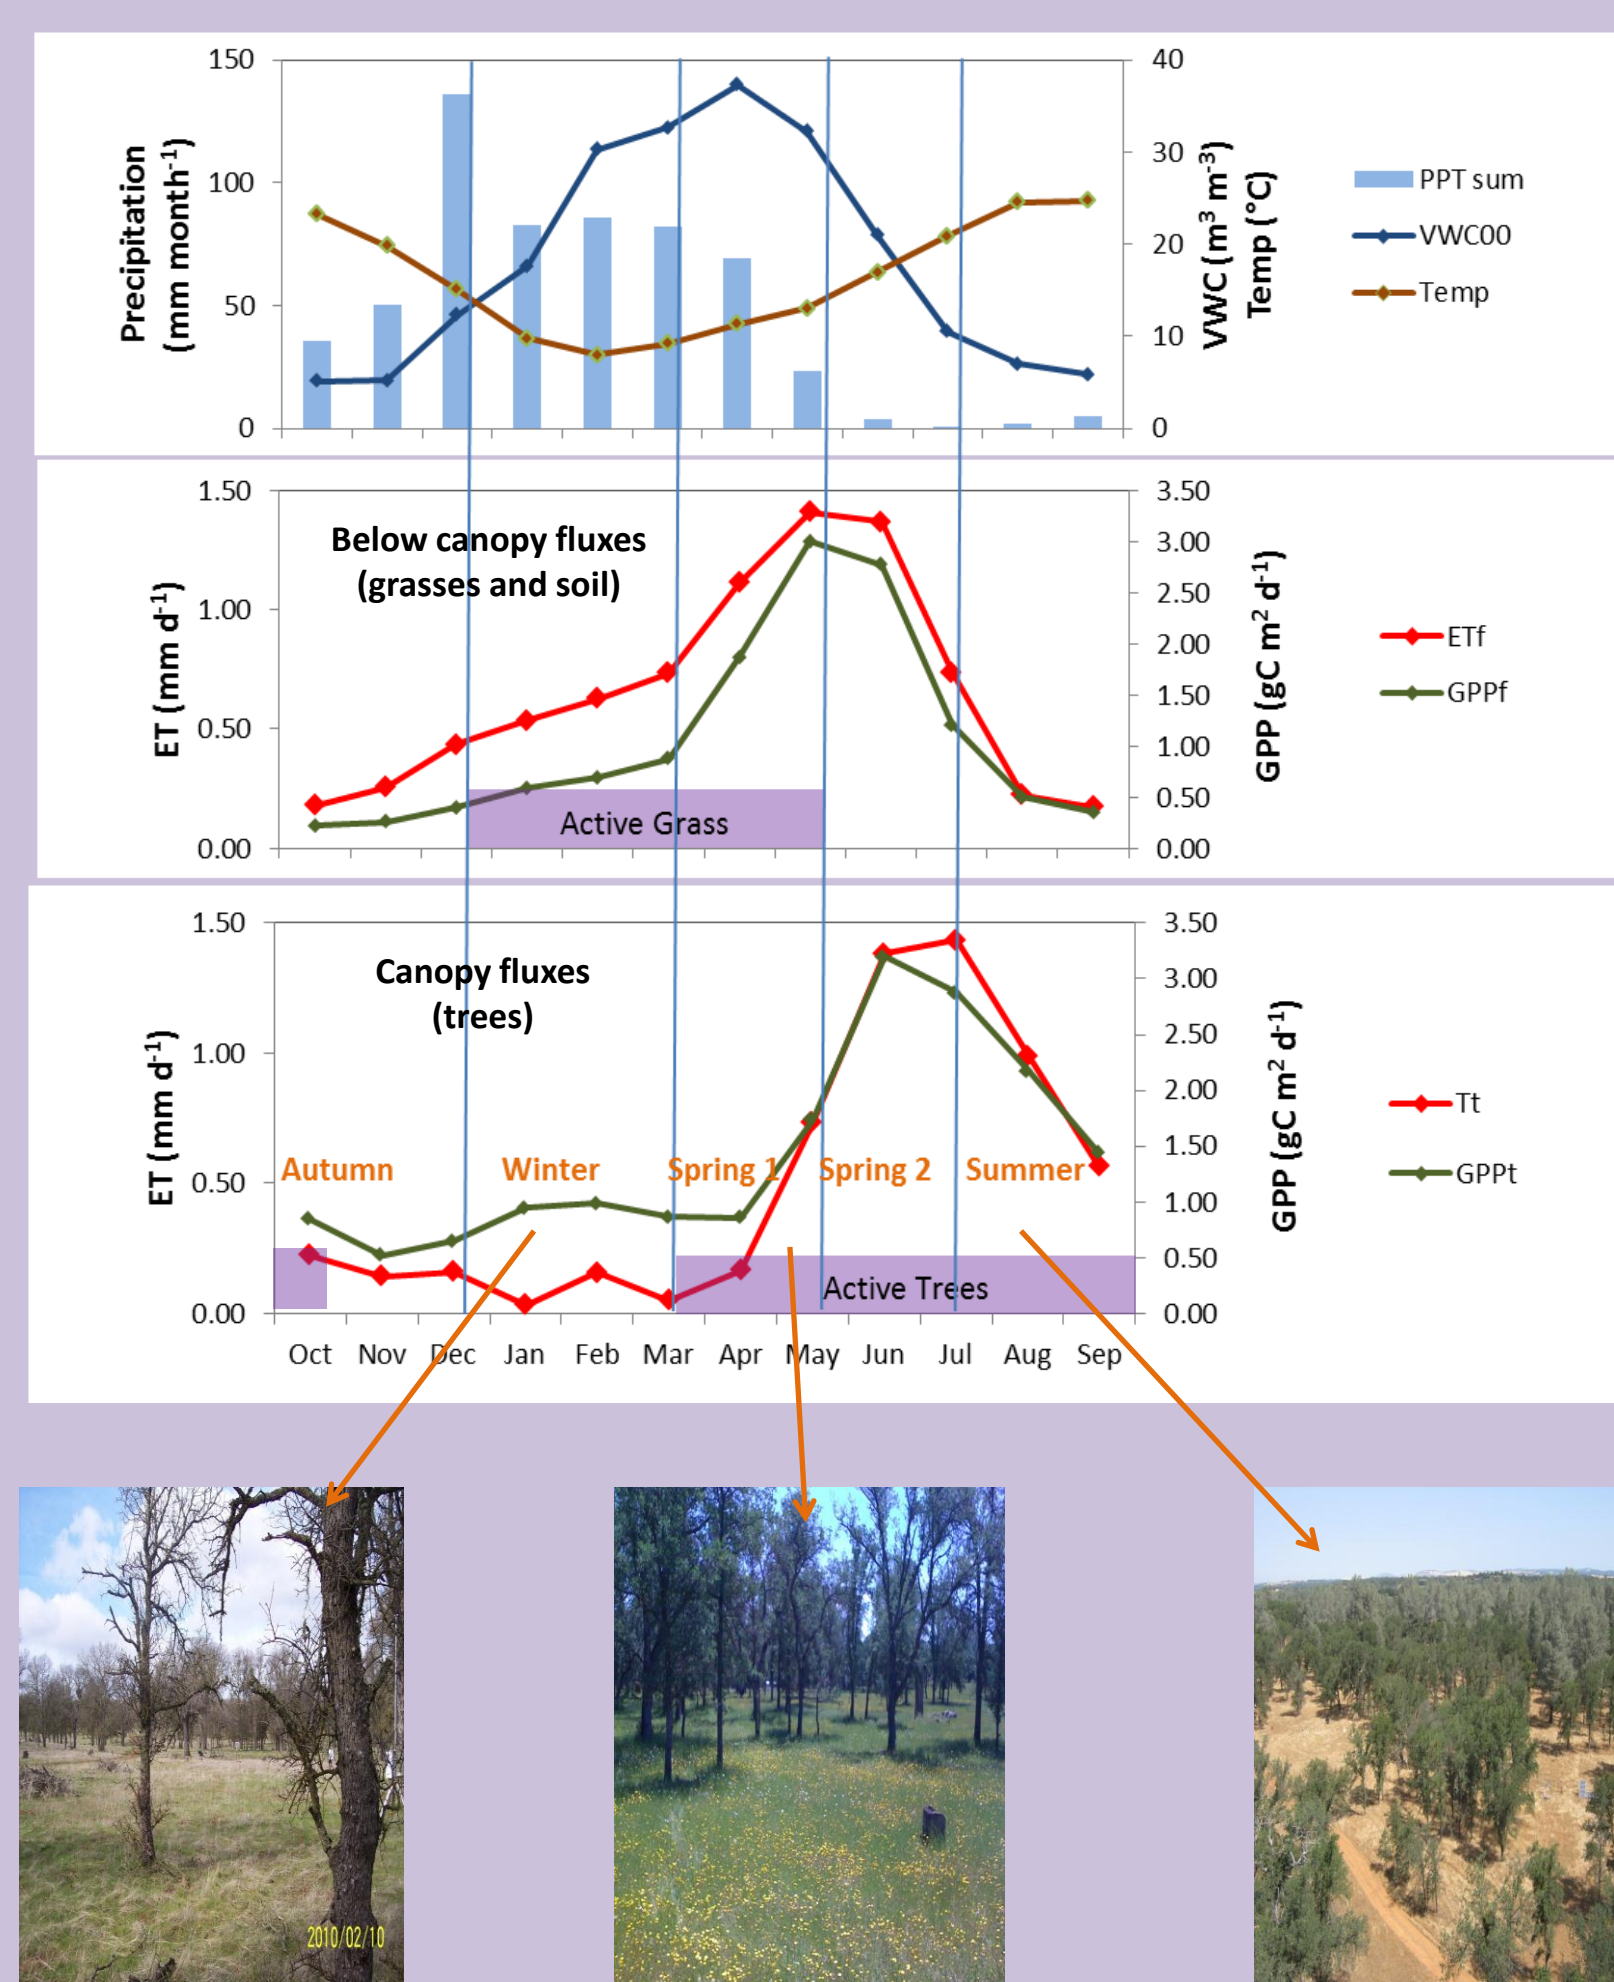 150
100
50
0
Precipitation
(mm month⁻¹)
40
30
20
10
0
VWC (m³ m⁻³)
Temp (°C)
PPT sum
VWC00
Temp
1.50
1.00
0.50
0.00
ET (mm d⁻¹)
Below canopy fluxes
(grasses and soil)
Active Grass
3.50
3.00
2.50
2.00
1.50
1.00
0.50
0.00
GPP (gC m² d⁻¹)
ETf
GPPf
1.50
1.00
0.50
0.00
ET (mm d⁻¹)
Canopy fluxes
(trees)
Autumn Winter Spring 1 Spring 2 Summer
Active Trees
3.50
3.00
2.50
2.00
1.50
1.00
0.50
0.00
GPP (gC m² d⁻¹)
Tt
GPPt
Oct Nov Dec Jan Feb Mar Apr May Jun Jul Aug Sep
2010/02/10